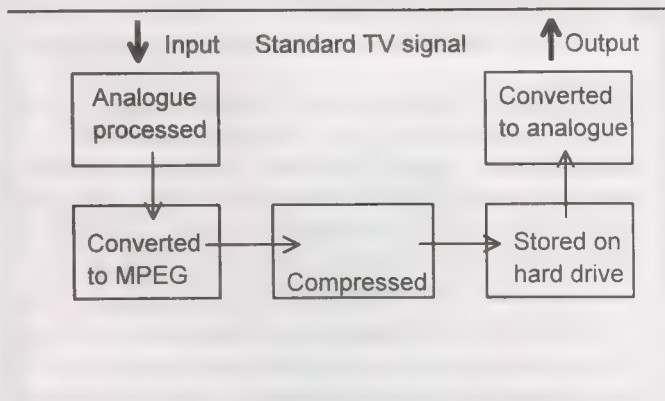 Input Standard TV signal Output
Analogue
processed
Converted
to analogue
Converted
to MPEG
Compressed
Stored on
hard drive